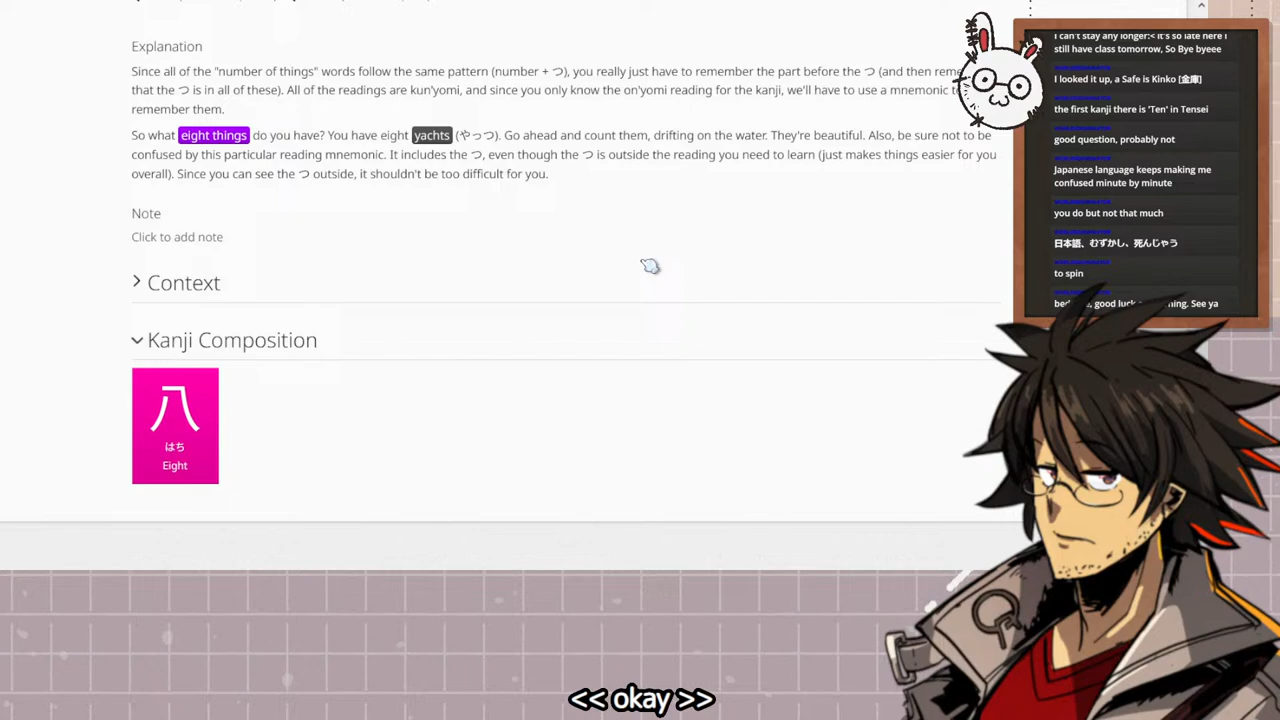 Explanation
Since all of the "number of things" words follow the same pattern (number + つ), you really just have to remember the part before the つ (and then
that the つ is in all of these). All of the readings are kun'yomi, and since you only know the on'yomi reading for the kanji, we'll have to use a mnemonic to
remember them.
So what eight things do you have? You have eight yachts (やっつ). Go ahead and count them, drifting on the water. They're beautiful. Also, be sure not to be
confused by this particular reading mnemonic. It includes the つ, even though the つ is outside the reading you need to learn (just makes things easier for you
overall). Since you can see the つ outside, it shouldn't be too difficult for you.
Note
Click to add note
Context
Kanji Composition
八
はち
Eight
I can't stay any longer:< it's so late here I
still have class tomorrow, So Bye byeee
I looked it up, a Safe is Kinko [金庫]
the first kanji there is 'Ten' in Tensei
good question, probably not
Japanese language keeps making me
confused minute by minute
you do but not that much
日本語、むずかし、死んじゃう
to spin
good luck See ya
<< okay >>